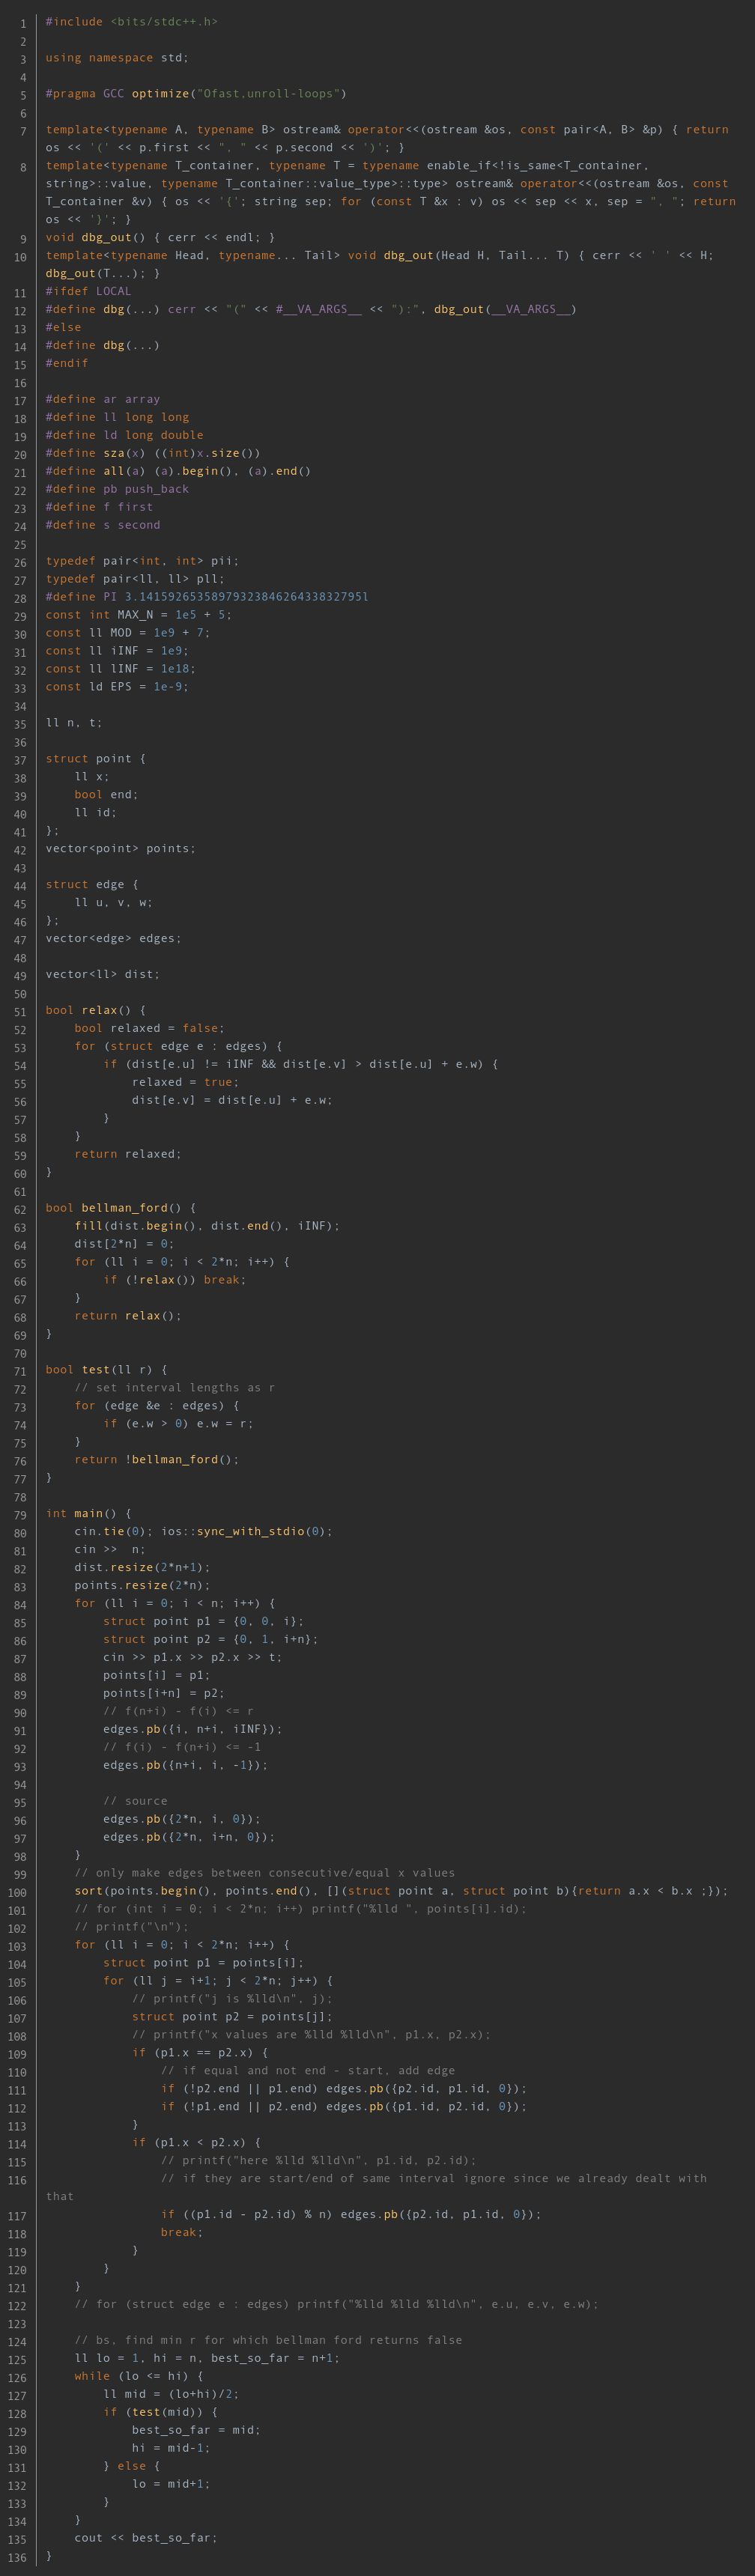 1 #include <bits/stdc++.h>
2
3 using namespace std;
4
5 #pragma GCC optimize("Ofast,unroll-loops")
6
7 template<typename A, typename B> ostream& operator<<(ostream &os, const pair<A, B> &p) { return
os << '(' << p.first << ", " << p.second << ')'; }
8 template<typename T_container, typename T = typename enable_if<!is_same<T_container,
string>::value, typename T_container::value_type>::type> ostream& operator<<(ostream &os, const
T_container &v) { os << '{'; string sep; for (const T &x : v) os << sep << x, sep = ", "; return
os << '}'; }
9 void dbg_out() { cerr << endl; }
10 template<typename Head, typename... Tail> void dbg_out(Head H, Tail... T) { cerr << ' ' << H;
dbg_out(T...); }
11 #ifdef LOCAL
12 #define dbg(...) cerr << "(" << #__VA_ARGS__ << "):", dbg_out(__VA_ARGS__)
13 #else
14 #define dbg(...)
15 #endif
16
17 #define ar array
18 #define ll long long
19 #define ld long double
20 #define sza(x) ((int)x.size())
21 #define all(a) (a).begin(), (a).end()
22 #define pb push_back
23 #define f first
24 #define s second
25
26 typedef pair<int, int> pii;
27 typedef pair<ll, ll> pll;
28 #define PI 3.1415926535897932384626433832795l
29 const int MAX_N = 1e5 + 5;
30 const ll MOD = 1e9 + 7;
31 const ll iINF = 1e9;
32 const ll lINF = 1e18;
33 const ld EPS = 1e-9;
34
35 ll n, t;
36
37 struct point {
38     ll x;
39     bool end;
40     ll id;
41 };
42 vector<point> points;
43
44 struct edge {
45     ll u, v, w;
46 };
47 vector<edge> edges;
48
49 vector<ll> dist;
50
51 bool relax() {
52     bool relaxed = false;
53     for (struct edge e : edges) {
54         if (dist[e.u] != iINF && dist[e.v] > dist[e.u] + e.w) {
55             relaxed = true;
56             dist[e.v] = dist[e.u] + e.w;
57         }
58     }
59     return relaxed;
60 }
61
62 bool bellman_ford() {
63     fill(dist.begin(), dist.end(), iINF);
64     dist[2*n] = 0;
65     for (ll i = 0; i < 2*n; i++) {
66         if (!relax()) break;
67     }
68     return relax();
69 }
70
71 bool test(ll r) {
72     // set interval lengths as r
73     for (edge &e : edges) {
74         if (e.w > 0) e.w = r;
75     }
76     return !bellman_ford();
77 }
78
79 int main() {
80     cin.tie(0); ios::sync_with_stdio(0);
81     cin >>  n;
82     dist.resize(2*n+1);
83     points.resize(2*n);
84     for (ll i = 0; i < n; i++) {
85         struct point p1 = {0, 0, i};
86         struct point p2 = {0, 1, i+n};
87         cin >> p1.x >> p2.x >> t;
88         points[i] = p1;
89         points[i+n] = p2;
90         // f(n+i) - f(i) <= r
91         edges.pb({i, n+i, iINF});
92         // f(i) - f(n+i) <= -1
93         edges.pb({n+i, i, -1});
94
95         // source
96         edges.pb({2*n, i, 0});
97         edges.pb({2*n, i+n, 0});
98     }
99     // only make edges between consecutive/equal x values
100     sort(points.begin(), points.end(), [](struct point a, struct point b){return a.x < b.x ;});
101     // for (int i = 0; i < 2*n; i++) printf("%lld ", points[i].id);
102     // printf("\n");
103     for (ll i = 0; i < 2*n; i++) {
104         struct point p1 = points[i];
105         for (ll j = i+1; j < 2*n; j++) {
106             // printf("j is %lld\n", j);
107             struct point p2 = points[j];
108             // printf("x values are %lld %lld\n", p1.x, p2.x);
109             if (p1.x == p2.x) {
110                 // if equal and not end - start, add edge
111                 if (!p2.end || p1.end) edges.pb({p2.id, p1.id, 0});
112                 if (!p1.end || p2.end) edges.pb({p1.id, p2.id, 0});
113             }
114             if (p1.x < p2.x) {
115                 // printf("here %lld %lld\n", p1.id, p2.id);
116                 // if they are start/end of same interval ignore since we already dealt with
that
117                 if ((p1.id - p2.id) % n) edges.pb({p2.id, p1.id, 0});
118                 break;
119             }
120         }
121     }
122     // for (struct edge e : edges) printf("%lld %lld %lld\n", e.u, e.v, e.w);
123
124     // bs, find min r for which bellman ford returns false
125     ll lo = 1, hi = n, best_so_far = n+1;
126     while (lo <= hi) {
127         ll mid = (lo+hi)/2;
128         if (test(mid)) {
129             best_so_far = mid;
130             hi = mid-1;
131         } else {
132             lo = mid+1;
133         }
134     }
135     cout << best_so_far;
136 }